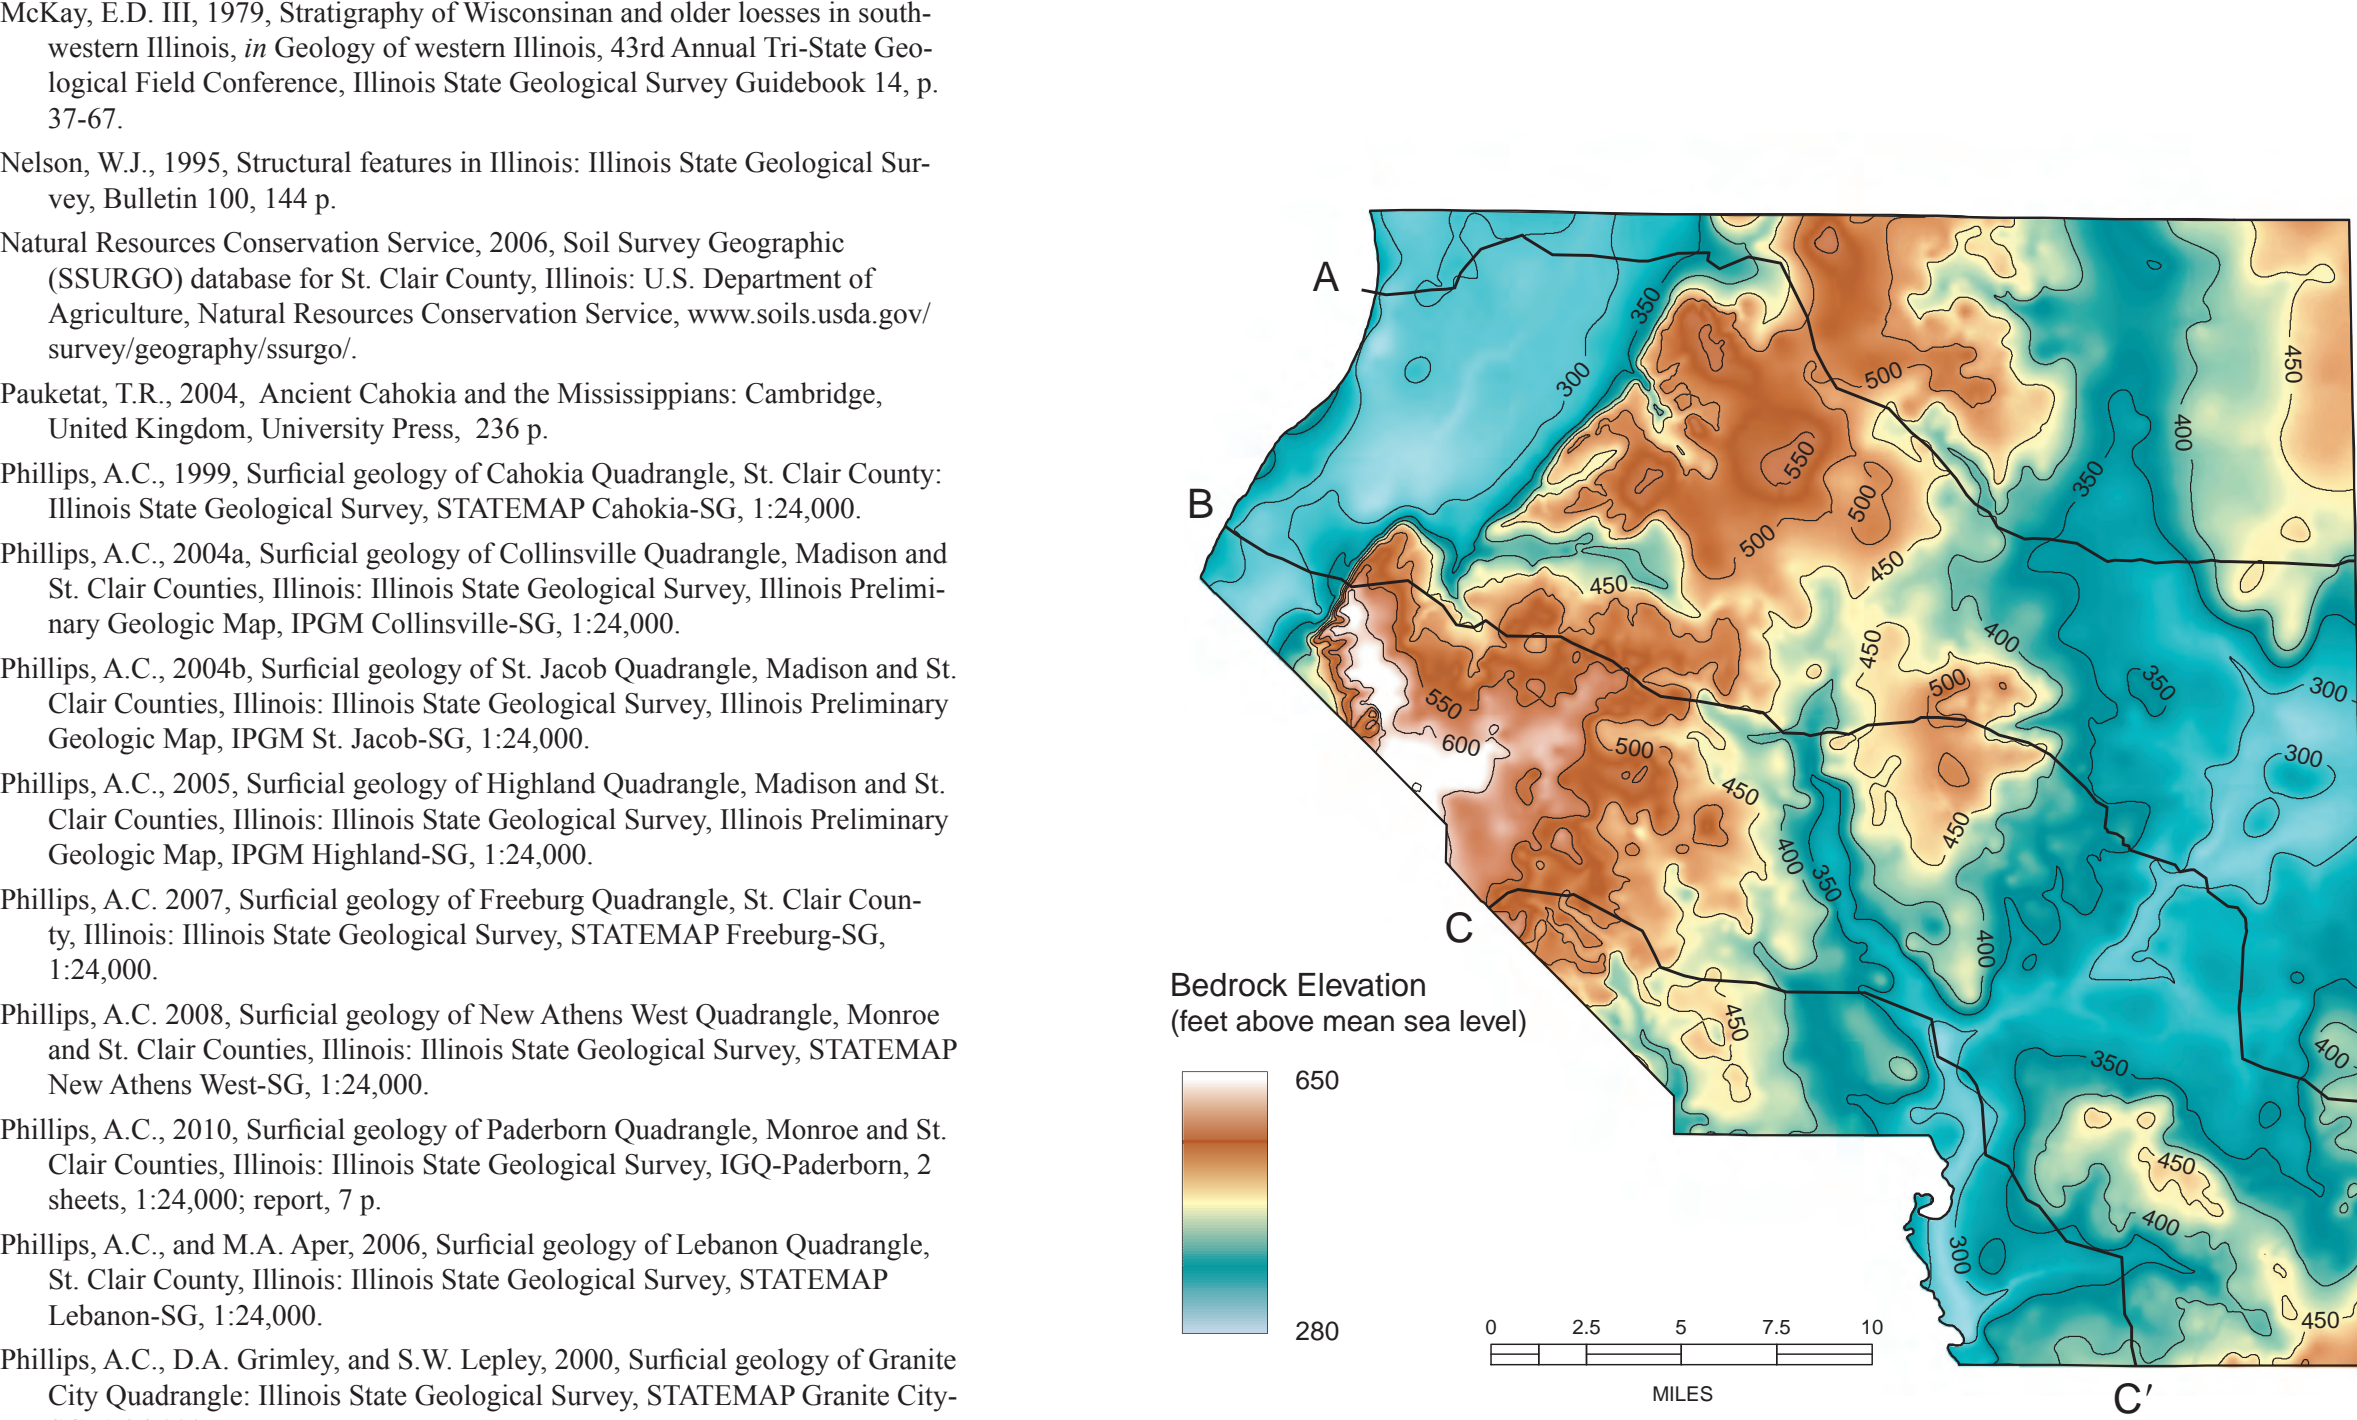 McKay, E.D. III, 1979, Stratigraphy of Wisconsinan and older loesses in south-
western Illinois, in Geology of western Illinois, 43rd Annual Tri-State Geo-
logical Field Conference, Illinois State Geological Survey Guidebook 14, p.
37-67.
Nelson, W.J., 1995, Structural features in Illinois: Illinois State Geological Sur-
vey, Bulletin 100, 144 p.
Natural Resources Conservation Service, 2006, Soil Survey Geographic
(SSURGO) database for St. Clair County, Illinois: U.S. Department of
Agriculture, Natural Resources Conservation Service, www.soils.usda.gov/
survey/geography/ssurgo/.
Pauketat, T.R., 2004, Ancient Cahokia and the Mississippians: Cambridge,
United Kingdom, University Press, 236 p.
Phillips, A.C., 1999, Surficial geology of Cahokia Quadrangle, St. Clair County:
Illinois State Geological Survey, STATEMAP Cahokia-SG, 1:24,000.
Phillips, A.C., 2004a, Surficial geology of Collinsville Quadrangle, Madison and
St. Clair Counties, Illinois: Illinois State Geological Survey, Illinois Prelimi-
nary Geologic Map, IPGM Collinsville-SG, 1:24,000.
Phillips, A.C., 2004b, Surficial geology of St. Jacob Quadrangle, Madison and St.
Clair Counties, Illinois: Illinois State Geological Survey, Illinois Preliminary
Geologic Map, IPGM St. Jacob-SG, 1:24,000.
Phillips, A.C., 2005, Surficial geology of Highland Quadrangle, Madison and St.
Clair Counties, Illinois: Illinois State Geological Survey, Illinois Preliminary
Geologic Map, IPGM Highland-SG, 1:24,000.
Phillips, A.C. 2007, Surficial geology of Freeburg Quadrangle, St. Clair Coun-
ty, Illinois: Illinois State Geological Survey, STATEMAP Freeburg-SG,
1:24,000.
Phillips, A.C. 2008, Surficial geology of New Athens West Quadrangle, Monroe
and St. Clair Counties, Illinois: Illinois State Geological Survey, STATEMAP
New Athens West-SG, 1:24,000.
Phillips, A.C., 2010, Surficial geology of Paderborn Quadrangle, Monroe and St.
Clair Counties, Illinois: Illinois State Geological Survey, IGQ-Paderborn, 2
sheets, 1:24,000; report, 7 p.
Phillips, A.C., and M.A. Aper, 2006, Surficial geology of Lebanon Quadrangle,
St. Clair County, Illinois: Illinois State Geological Survey, STATEMAP
Lebanon-SG, 1:24,000.
Phillips, A.C., D.A. Grimley, and S.W. Lepley, 2000, Surficial geology of Granite
City Quadrangle: Illinois State Geological Survey, STATEMAP Granite City-
A
350
300
500
450
400
350
550
500
500
450
B
450
450
400
500
350
300
550
600
500
300
450
450
400
350
400
C
450
350
400
450
400
300
450
C′
Bedrock Elevation
(feet above mean sea level)
650
280
0 2.5 5 7.5 10
MILES